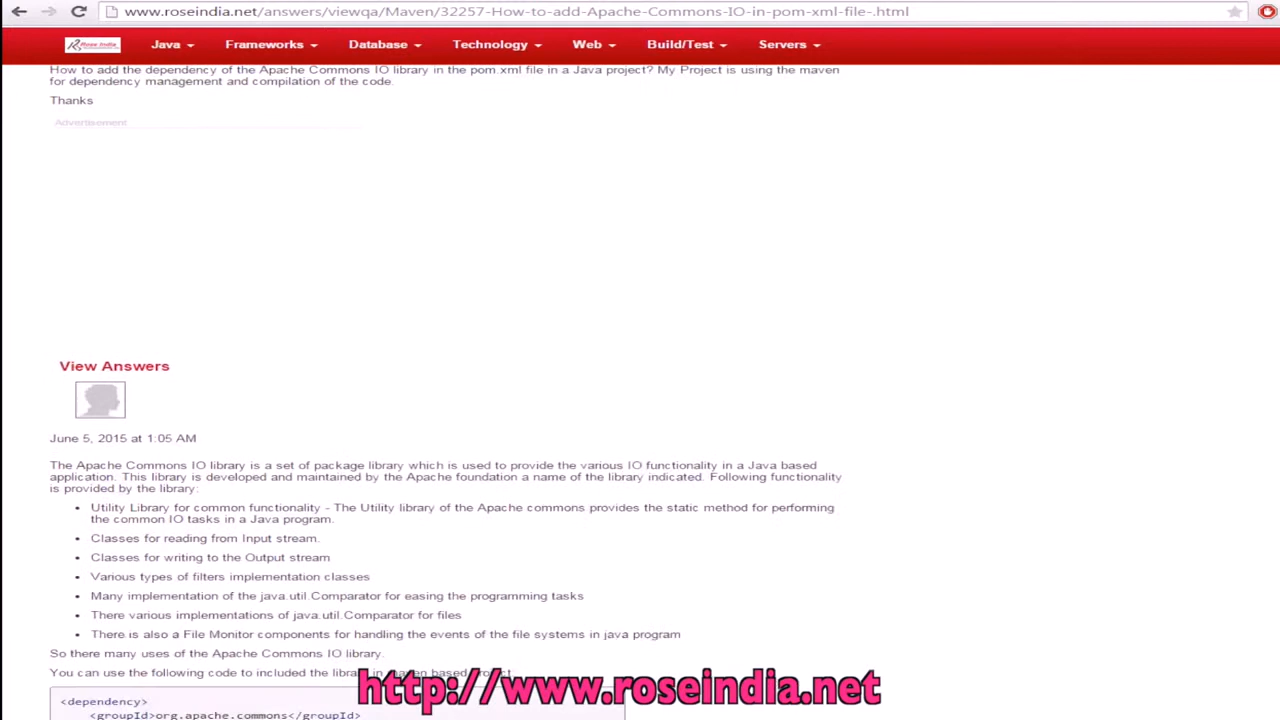 www.roseindia.net/answers/viewqa/Maven/32257-How-to-add-Apache-Commons-IO-in-pom-xml-file-.html
Rose India Java Frameworks Database Technology Web Build/Test Servers
How to add the dependency of the Apache Commons IO library in the pom.xml file in a Java project? My Project is using the maven
for dependency management and compilation of the code.
Thanks
Advertisement
View Answers
June 5, 2015 at 1:05 AM
The Apache Commons IO library is a set of package library which is used to provide the various IO functionality in a Java based
application. This library is developed and maintained by the Apache foundation a name of the library indicated. Following functionality
is provided by the library:
• Utility Library for common functionality - The Utility library of the Apache commons provides the static method for performing
the common IO tasks in a Java program.
• Classes for reading from Input stream.
• Classes for writing to the Output stream
• Various types of filters implementation classes
• Many implementation of the java.util.Comparator for easing the programming tasks
• There various implementations of java.util.Comparator for files
• There is also a File Monitor components for handling the events of the file systems in java program
So there many uses of the Apache Commons IO library.
You can use the following code to included the library in maven based project
http://www.roseindia.net
<dependency>
<groupId>org.apache.commons</groupId>